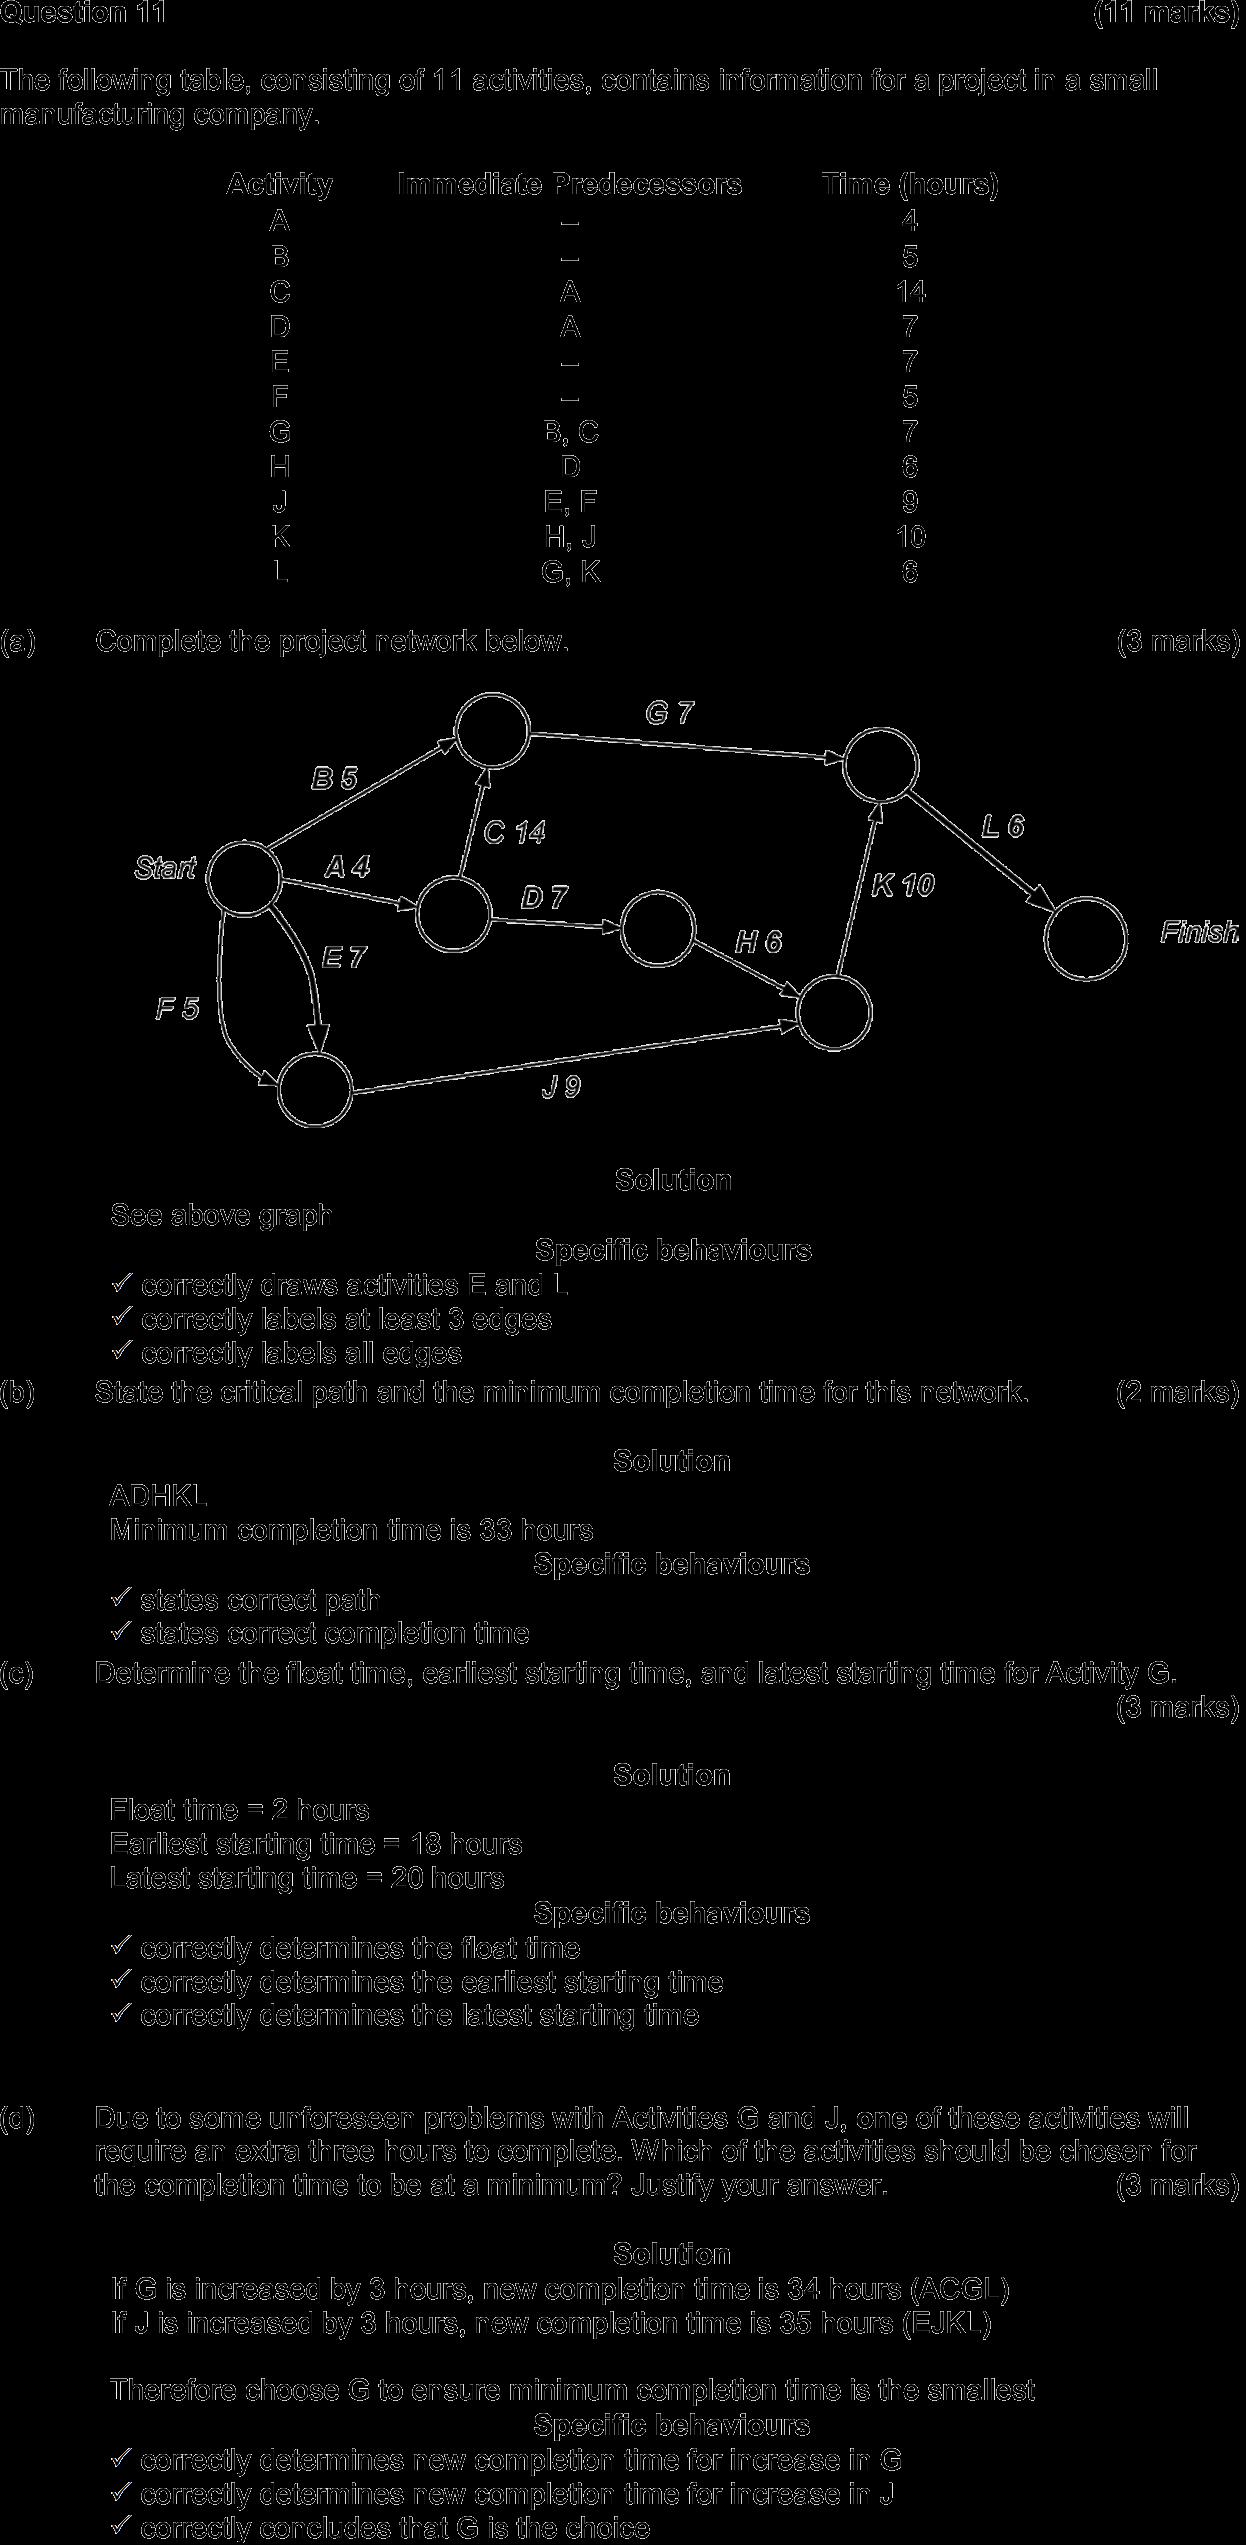 Question 11 (11 marks)
The following table, consisting of 11 activities, contains information for a project in a small
manufacturing company.
Activity Immediate Predecessors Time (hours)
A – 4
B – 5
C A 14
D A 7
E – 7
F – 5
G B, C 7
H D 6
J E, F 9
K H, J 10
L G, K 6
(a) Complete the project network below. (3 marks)
G 7
B 5
C 14
L 6
Start
A 4
D 7
K 10
Finish
H 6
E 7
F 5
J 9
Solution
See above graph
Specific behaviours
✓ correctly draws activities E and L
✓ correctly labels at least 3 edges
✓ correctly labels all edges
(b) State the critical path and the minimum completion time for this network. (2 marks)
Solution
ADHKL
Minimum completion time is 33 hours
Specific behaviours
✓ states correct path
✓ states correct completion time
(c) Determine the float time, earliest starting time, and latest starting time for Activity G.
(3 marks)
Solution
Float time = 2 hours
Earliest starting time = 18 hours
Latest starting time = 20 hours
Specific behaviours
✓ correctly determines the float time
✓ correctly determines the earliest starting time
✓ correctly determines the latest starting time
(d) Due to some unforeseen problems with Activities G and J, one of these activities will
require an extra three hours to complete. Which of the activities should be chosen for
the completion time to be at a minimum? Justify your answer. (3 marks)
Solution
If G is increased by 3 hours, new completion time is 34 hours (ACGL)
If J is increased by 3 hours, new completion time is 35 hours (EJKL)
Therefore choose G to ensure minimum completion time is the smallest
Specific behaviours
✓ correctly determines new completion time for increase in G
✓ correctly determines new completion time for increase in J
✓ correctly concludes that G is the choice